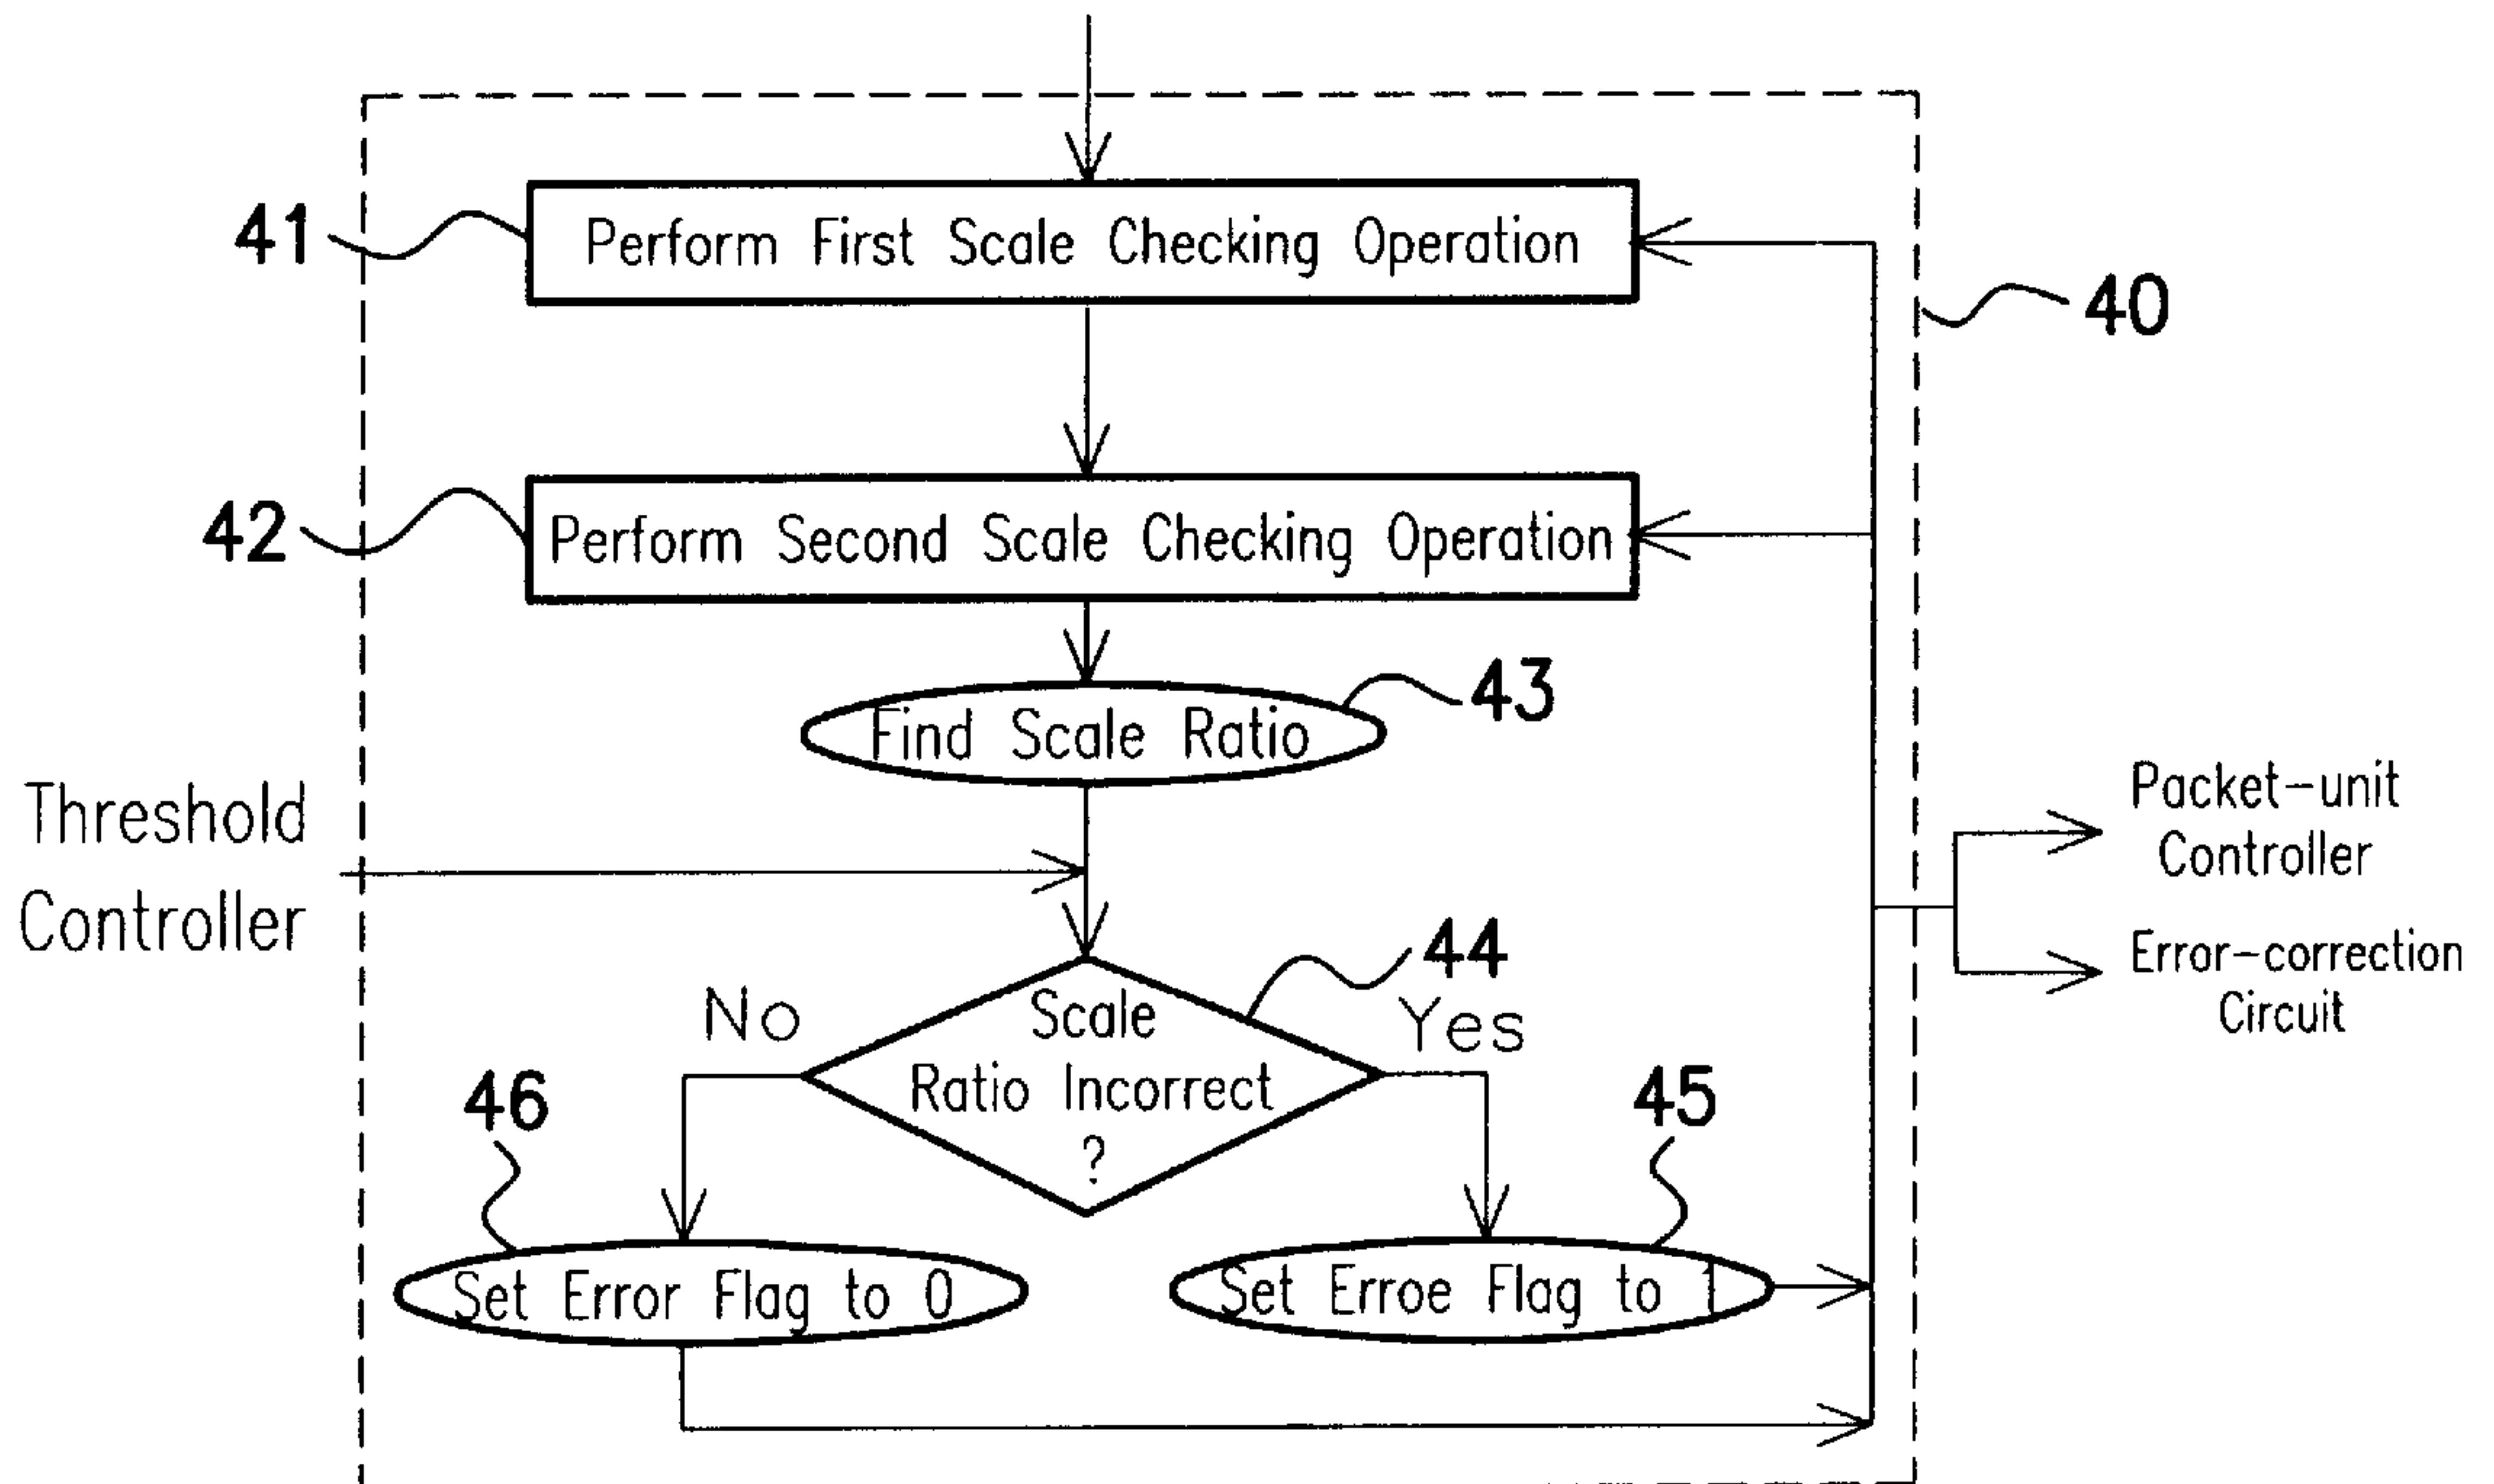 41
Perform First Scale Checking Operation
40
42
Perform Second Scale Checking Operation
43
Find Scale Ratio
Threshold
Controller
Packet-unit
Controller
Error-correction
Circuit
44
No
Yes
Scale
Ratio Incorrect
?
46
45
Set Error Flag to 0
Set Erroe Flag to 1